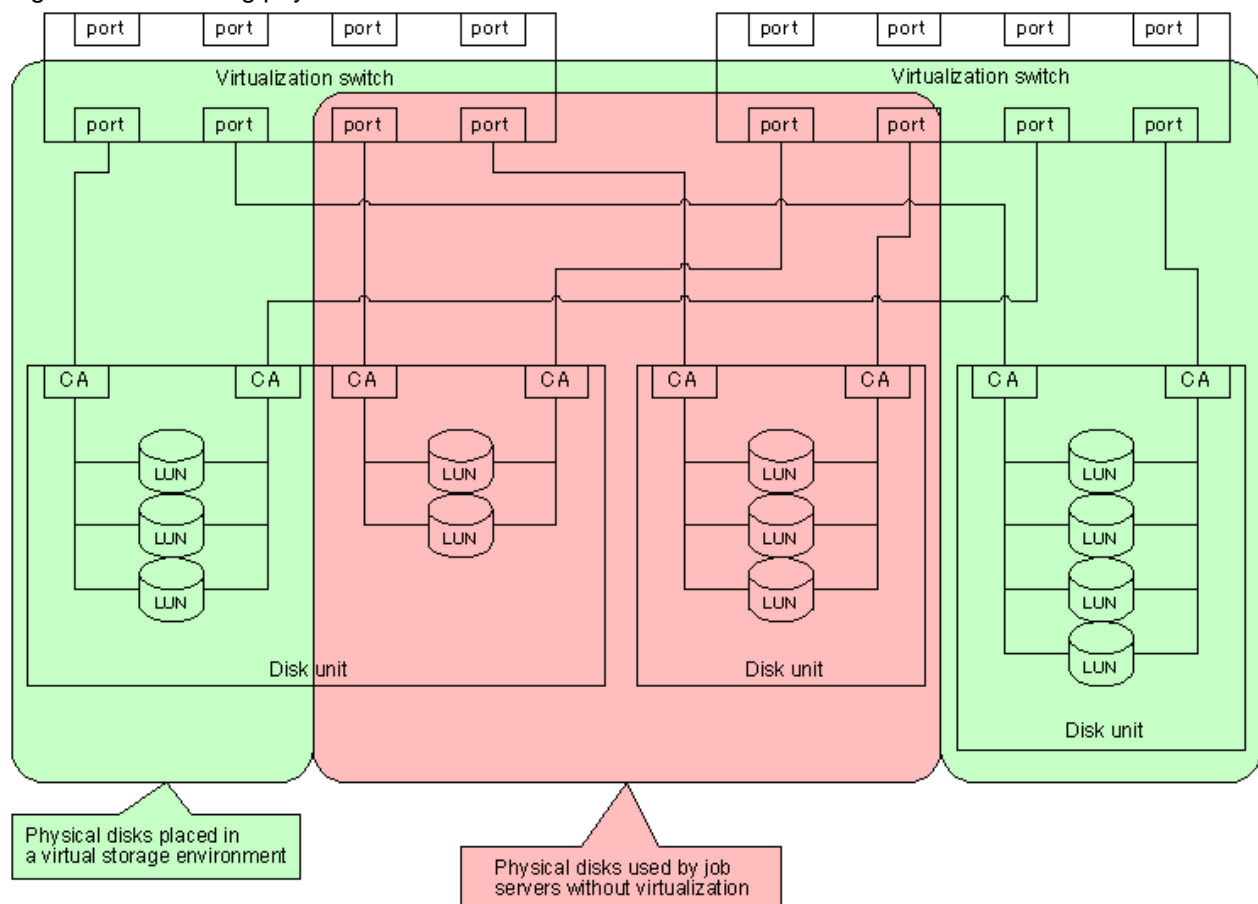 port port port port port port port port
Virtualization switch Virtualization switch
port port port port port port port port
CA CA CA CA CA CA CA CA
LUN LUN LUN LUN
LUN LUN LUN LUN
LUN LUN LUN
LUN
Disk unit Disk unit
Disk unit
Physical disks placed in
a virtual storage environment
Physical disks used by job
servers without virtualization